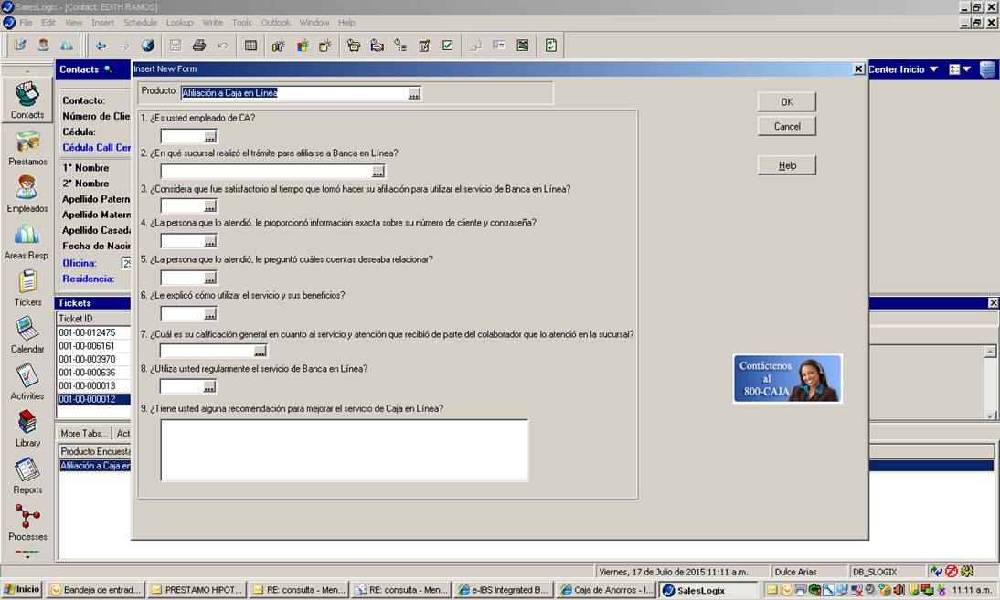 SalesLogix - [Contact: EDITH RAMOS]
File Edit View Insert Schedule Lookup Write Tools Outlook Window Help
Contacts
Insert New Form
Center Inicio
Producto: Afiliación a Caja en Línea
OK
Cancel
Help
1. ¿Es usted empleado de CA?
2. ¿En qué sucursal realizó el trámite para afiliarse a Banca en Línea?
3. ¿Considera que fue satisfactorio al tiempo que tomó hacer su afiliación para utilizar el servicio de Banca en Línea?
4. ¿La persona que lo atendió, le proporcionó información exacta sobre su número de cliente y contraseña?
5. ¿La persona que lo atendió, le preguntó cuáles cuentas deseaba relacionar?
6. ¿Le explicó cómo utilizar el servicio y sus beneficios?
7. ¿Cuál es su calificación general en cuanto al servicio y atención que recibió de parte del colaborador que lo atendió en la sucursal?
8. ¿Utiliza usted regularmente el servicio de Banca en Línea?
9. ¿Tiene usted alguna recomendación para mejorar el servicio de Caja en Línea?
Contáctenos
al
800-CAJA
Contacts
Prestamos
Empleados
Areas Resp.
Tickets
Calendar
Activities
Library
Reports
Processes
Contacto:
Número de Clie
Cédula:
Cédula Call Cer
1° Nombre
2° Nombre
Apellido Patern
Apellido Matern
Apellido Casada
Fecha de Nacir
Oficina:
Residencia:
Tickets
Ticket ID
001-00-012475
001-00-006161
001-00-003970
001-00-000636
001-00-000013
001-00-000012
More Tabs... Act
Producto Encuesta
Afiliación a Caja en
Viernes, 17 de Julio de 2015 11:11 a.m. Dulce Arias DB_SLOGIX
Inicio Bandeja de entrad... PRESTAMO HIPOT... RE: consulta - Men... RE: consulta - Men... e-IBS Integrated B... Caja de Ahorros - I... SalesLogix 11:11 a.m.